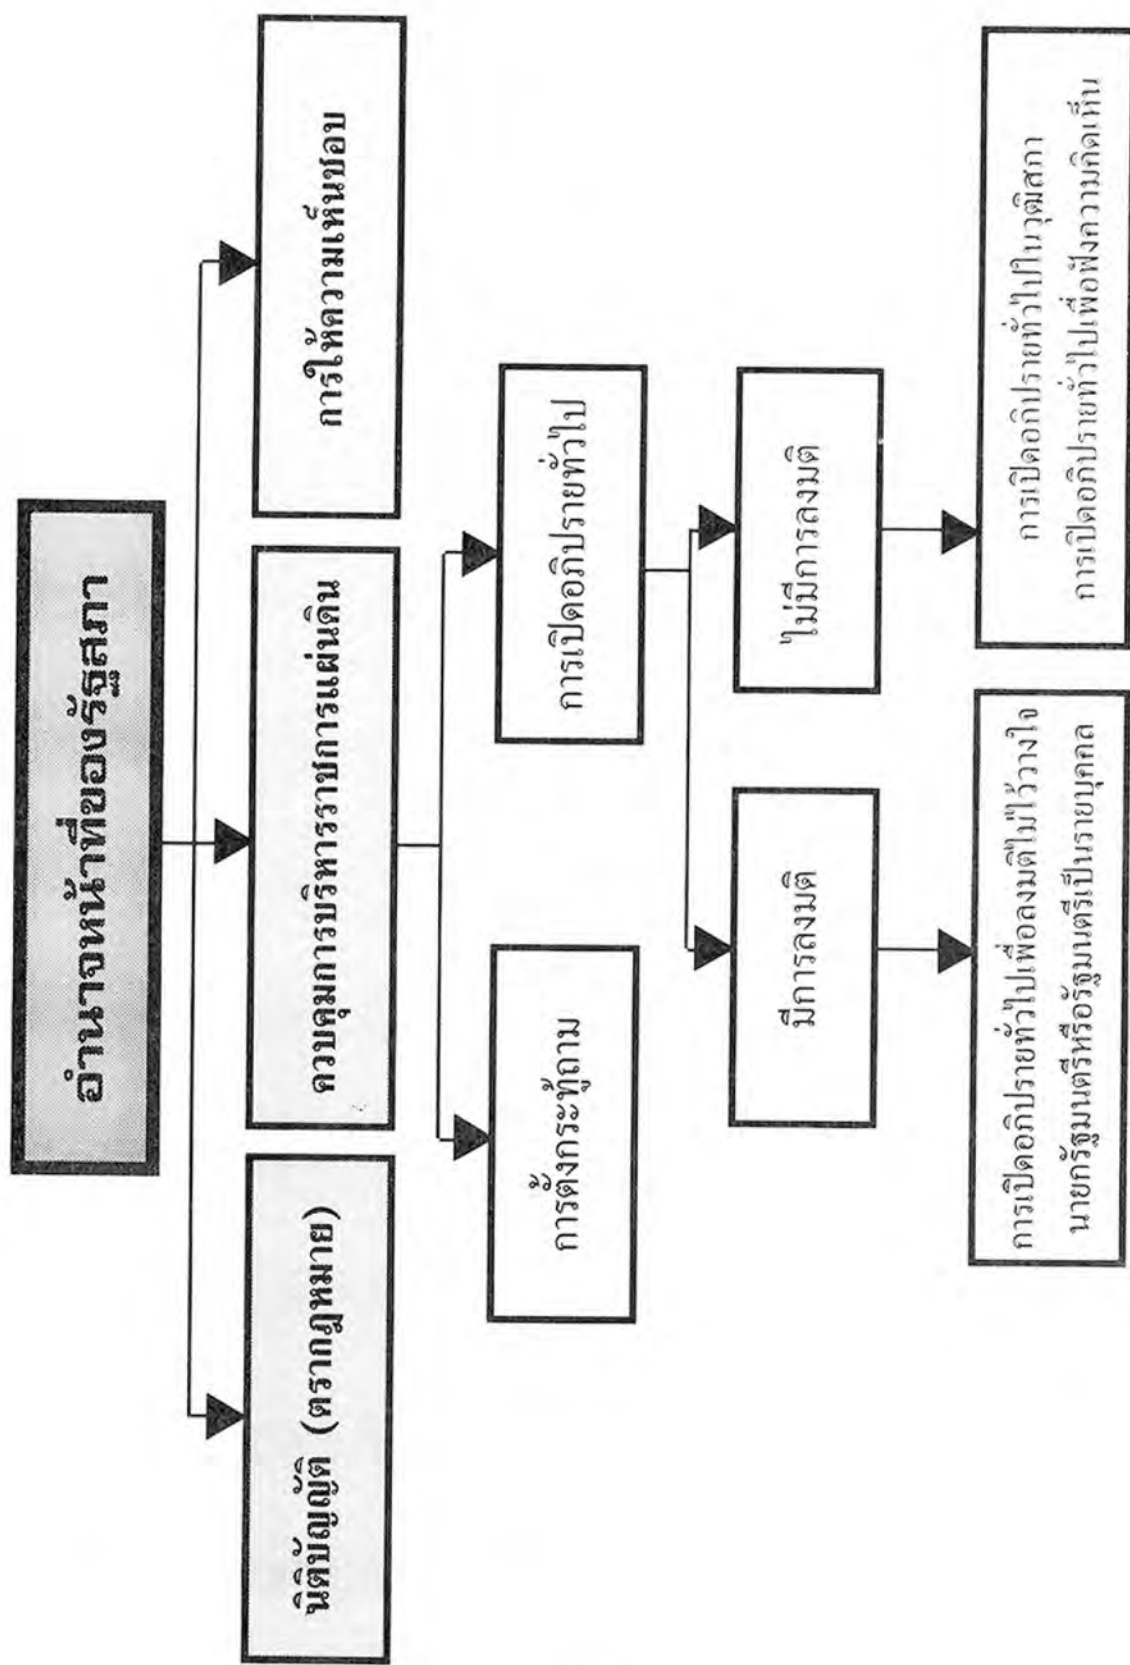 อำนาจหน้าที่ของรัฐสภา
นิติบัญญัติ (ตรากฎหมาย)
ควบคุมการบริหารราชการแผ่นดิน
การให้ความเห็นชอบ
การตั้งกระทู้ถาม
การเปิดอภิปรายทั่วไป
มีการลงมติ
ไม่มีการลงมติ
การเปิดอภิปรายทั่วไปเพื่อลงมติไม่ไว้วางใจ
นายกรัฐมนตรีหรือรัฐมนตรีเป็นรายบุคคล
การเปิดอภิปรายทั่วไปในวุฒิสภา
การเปิดอภิปรายทั่วไปเพื่อฟังความคิดเห็น